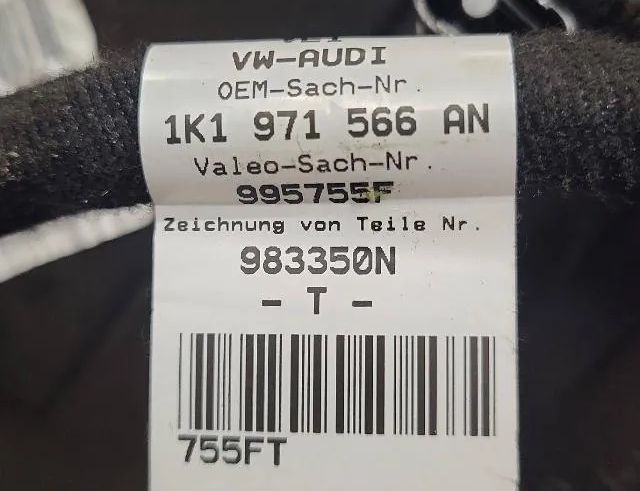 VW-AUDI
OEM-Sach-Nr.
1K1 971 566 AN
Valeo-Sach-Nr.
995755F
Zeichnung von Teile Nr.
983350N
- T -
755FT